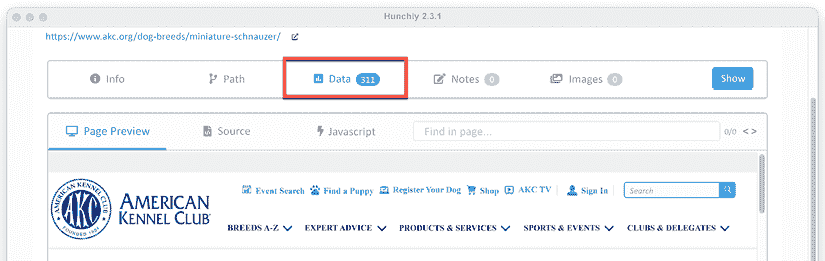 Hunchly 2.3.1
https://www.akc.org/dog-breeds/miniature-schnauzer/
Info Path Data 311 Notes 0 Images 0 Show
Page Preview Source Javascript Find in page... 0/0 < >
Event Search Find a Puppy Register Your Dog Shop AKC TV Sign In Search
AMERICAN KENNEL CLUB
AKC
FOUNDED 1884
AMERICAN
KENNEL CLUB®
BREEDS A-Z EXPERT ADVICE PRODUCTS & SERVICES SPORTS & EVENTS CLUBS & DELEGATES